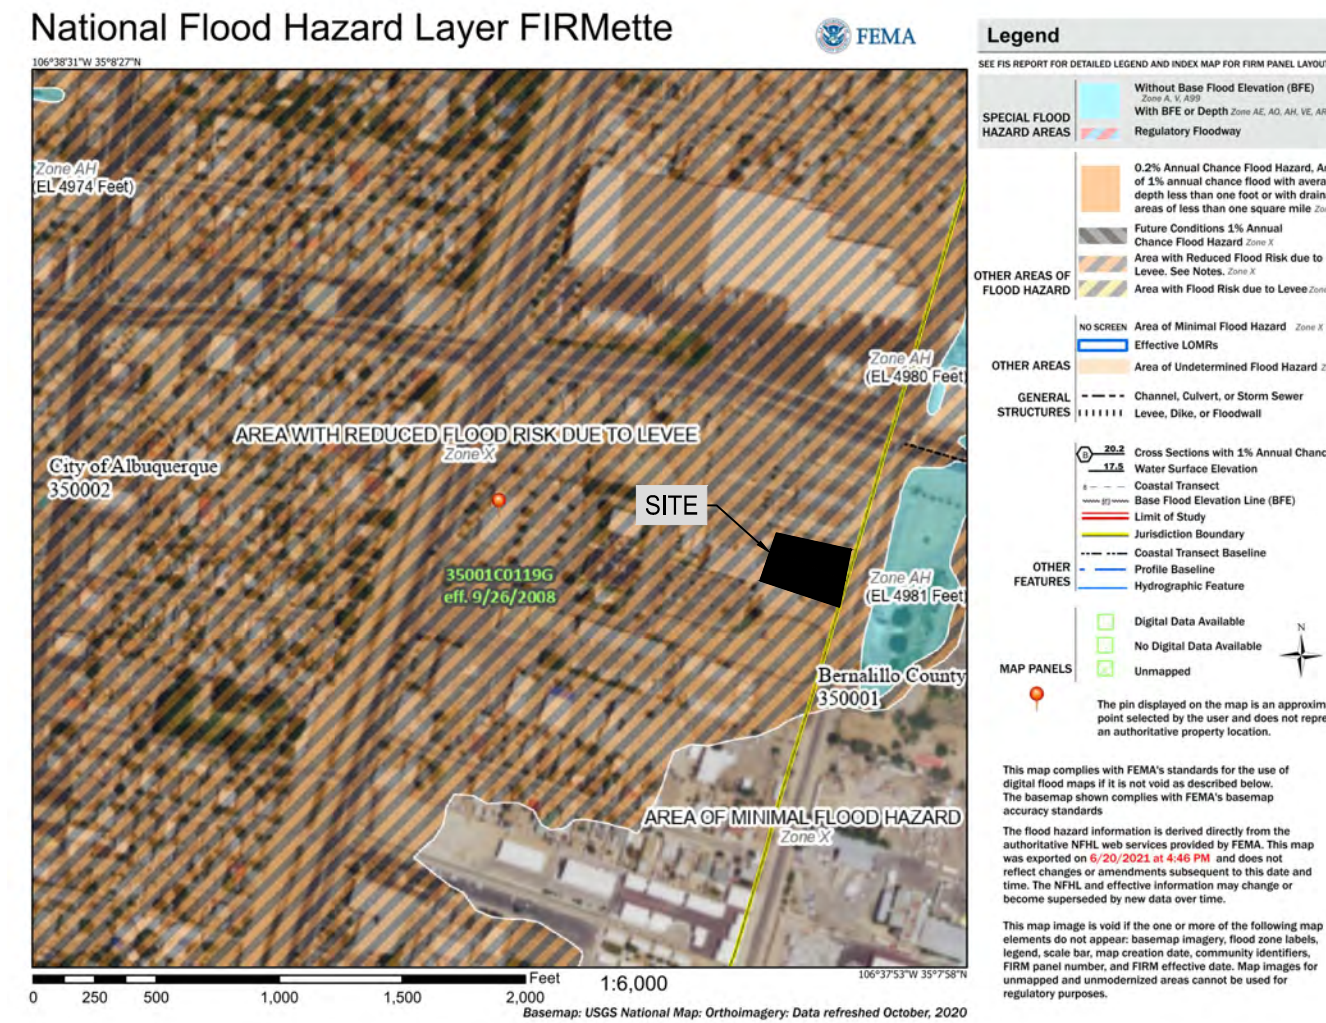 National Flood Hazard Layer FIRMette
FEMA
106°38'31"W 35°8'27"N
Zone AH
(EL 4974 Feet)
Zone AH
(EL 4980 Feet)
AREA WITH REDUCED FLOOD RISK DUE TO LEVEE
Zone X
City of Albuquerque
350002
SITE
35001C0119G
eff. 9/26/2008
Zone AH
(EL 4981 Feet)
Bernalillo County
350001
AREA OF MINIMAL FLOOD HAZARD
Zone X
106°37'53"W 35°7'58"N
0 250 500 1,000 1,500 2,000
Feet
1:6,000
Basemap: USGS National Map: Orthoimagery: Data refreshed October, 2020
Legend
SEE FIS REPORT FOR DETAILED LEGEND AND INDEX MAP FOR FIRM PANEL LAYOU
SPECIAL FLOOD
HAZARD AREAS
Without Base Flood Elevation (BFE)
Zone A, V, A99
With BFE or Depth Zone AE, AO, AH, VE, AR
Regulatory Floodway
OTHER AREAS OF
FLOOD HAZARD
0.2% Annual Chance Flood Hazard, A
of 1% annual chance flood with avera
depth less than one foot or with drain
areas of less than one square mile Zo
Future Conditions 1% Annual
Chance Flood Hazard Zone X
Area with Reduced Flood Risk due to
Levee. See Notes. Zone X
Area with Flood Risk due to Levee Zon
OTHER AREAS
NO SCREEN Area of Minimal Flood Hazard Zone X
Effective LOMRs
Area of Undetermined Flood Hazard Z
GENERAL
STRUCTURES
Channel, Culvert, or Storm Sewer
Levee, Dike, or Floodwall
OTHER
FEATURES
B 20.2 Cross Sections with 1% Annual Chanc
17.5 Water Surface Elevation
8 Coastal Transect
513 Base Flood Elevation Line (BFE)
Limit of Study
Jurisdiction Boundary
Coastal Transect Baseline
Profile Baseline
Hydrographic Feature
MAP PANELS
Digital Data Available
No Digital Data Available
Unmapped
N
The pin displayed on the map is an approxim
point selected by the user and does not repre
an authoritative property location.
This map complies with FEMA's standards for the use of
digital flood maps if it is not void as described below.
The basemap shown complies with FEMA's basemap
accuracy standards
The flood hazard information is derived directly from the
authoritative NFHL web services provided by FEMA. This map
was exported on 6/20/2021 at 4:46 PM and does not
reflect changes or amendments subsequent to this date and
time. The NFHL and effective information may change or
become superseded by new data over time.
This map image is void if the one or more of the following map
elements do not appear: basemap imagery, flood zone labels,
legend, scale bar, map creation date, community identifiers,
FIRM panel number, and FIRM effective date. Map images for
unmapped and unmodernized areas cannot be used for
regulatory purposes.